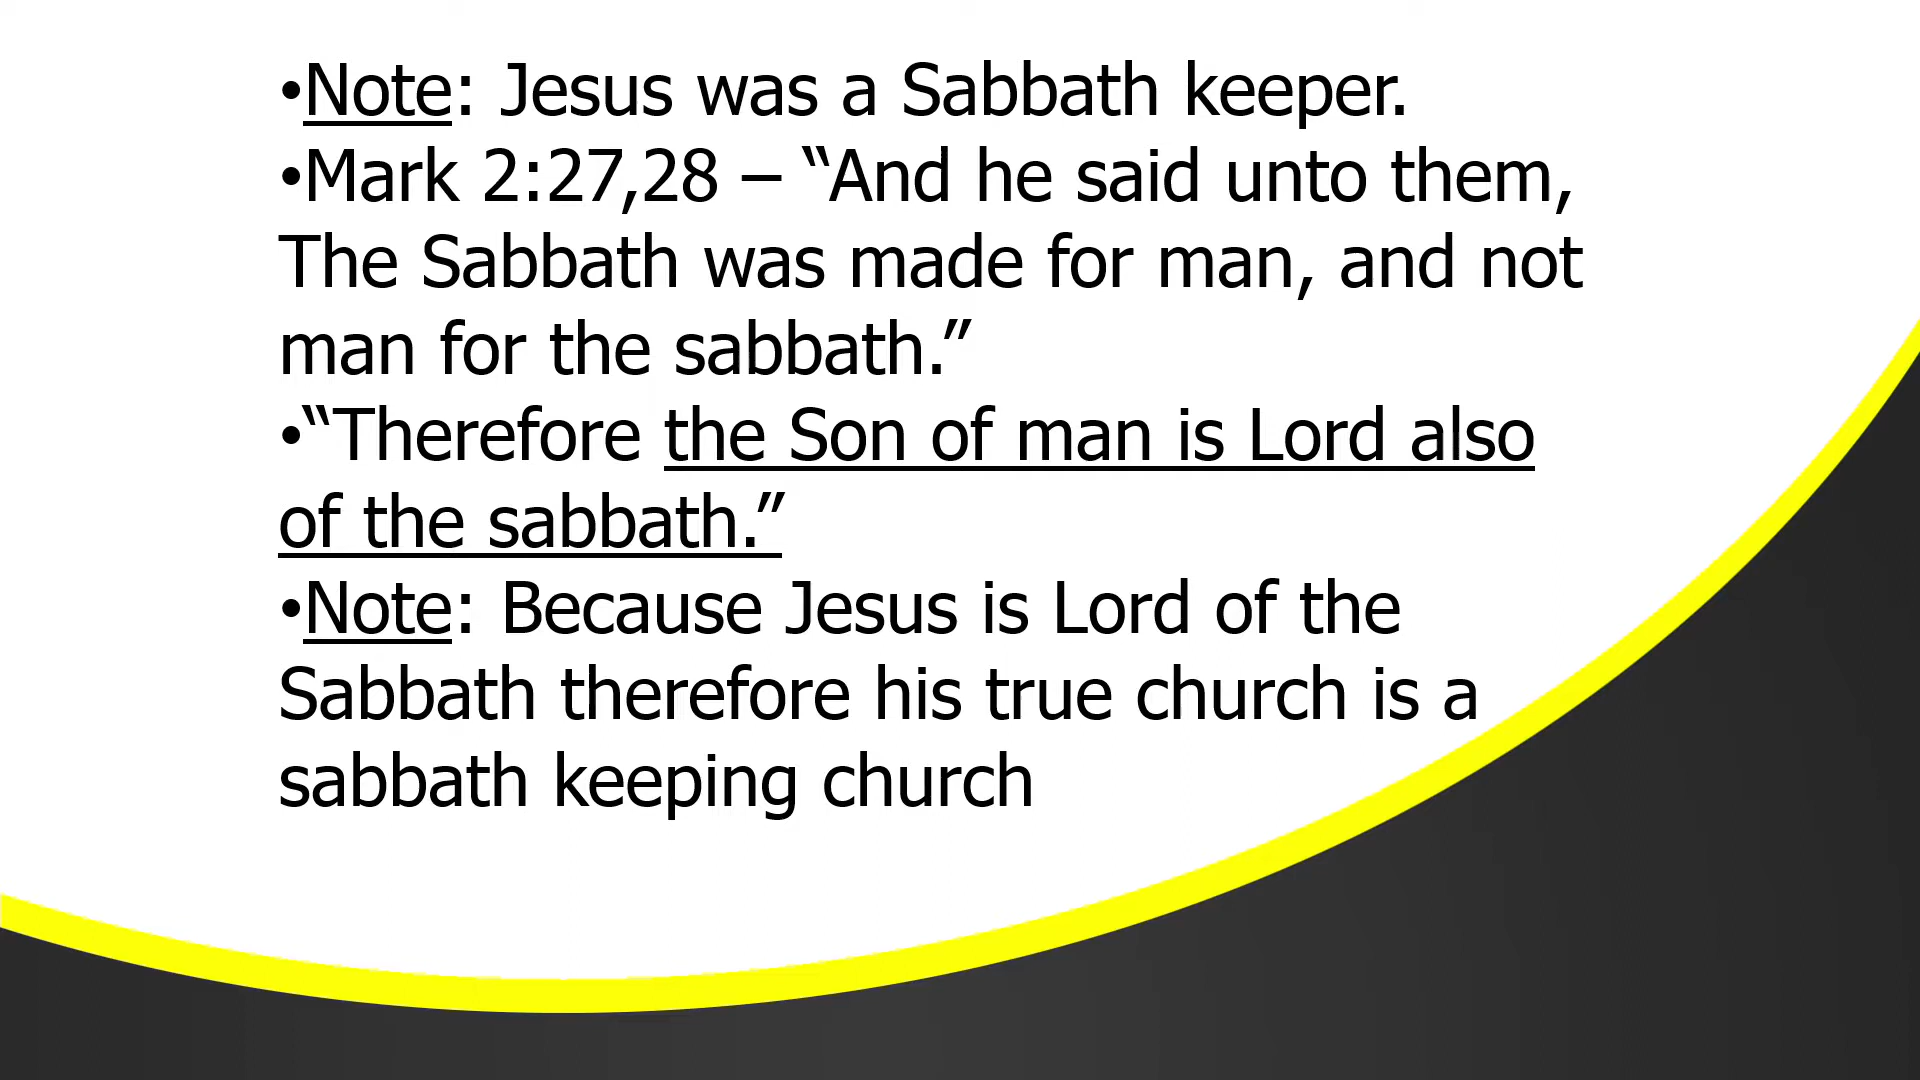 •Note: Jesus was a Sabbath keeper.
•Mark 2:27,28 – “And he said unto them,
The Sabbath was made for man, and not
man for the sabbath.”
•“Therefore the Son of man is Lord also
of the sabbath.”
•Note: Because Jesus is Lord of the
Sabbath therefore his true church is a
sabbath keeping church